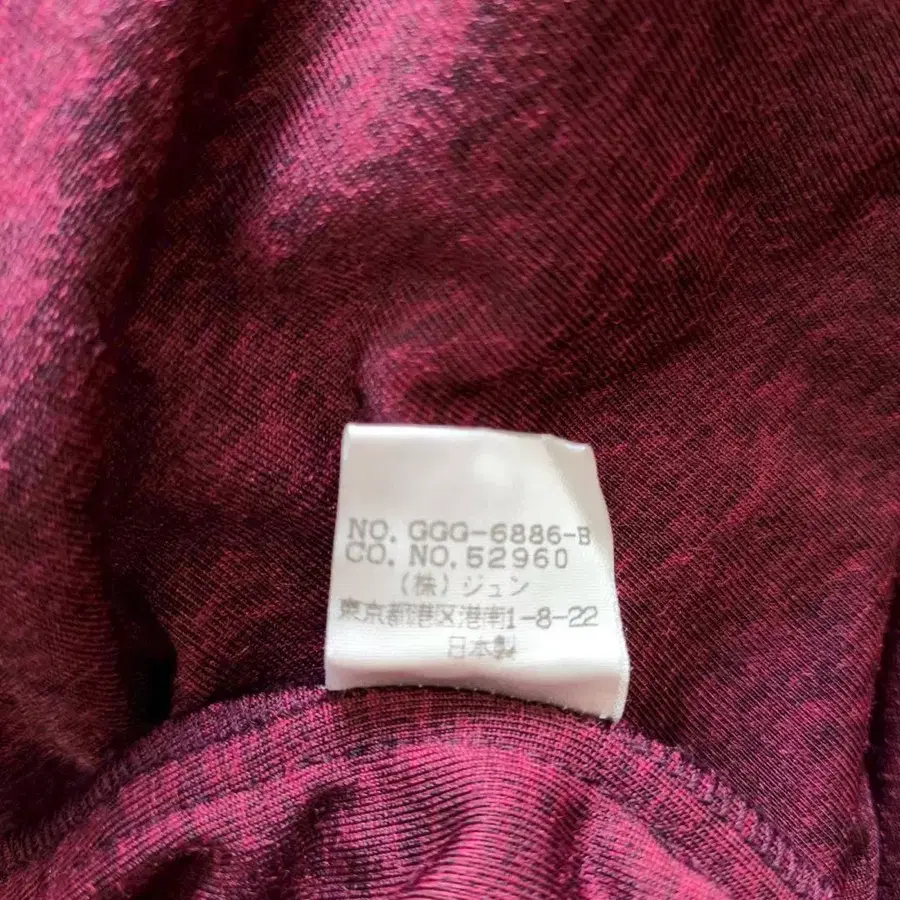 NO. GGG-6886-B
CO. NO. 52960
(株)ジュン
東京都港区港南1-8-22
日本製